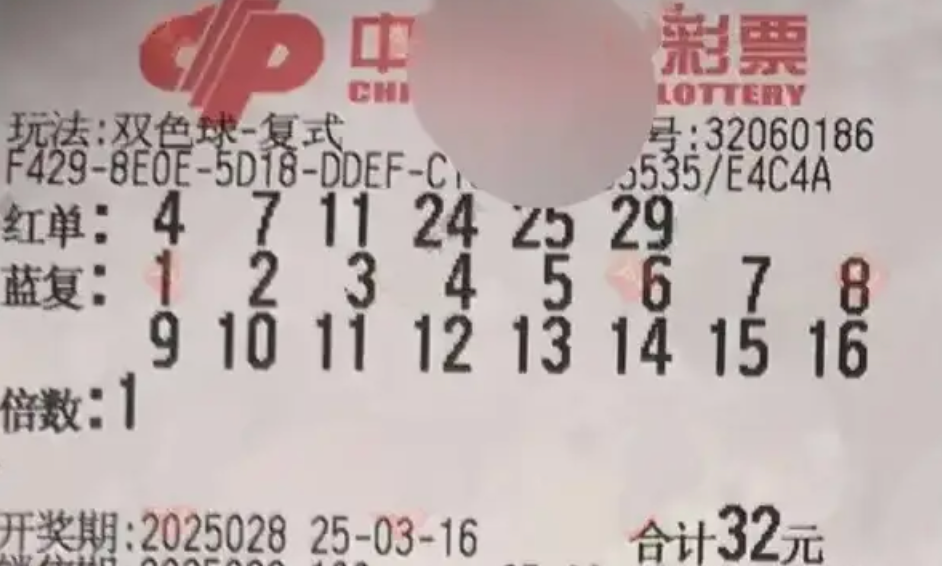 中 彩票
CHI LOTTERY
玩法:双色球-复式 号:32060186
F429-8E0E-5D18-DDEF-C1 5535/E4C4A
红单: 4 7 11 24 25 29
蓝复: 1 2 3 4 5 6 7 8
9 10 11 12 13 14 15 16
倍数:1
开奖期:2025028 25-03-16 合计32元